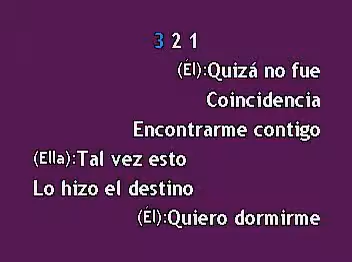 3 2 1
(Él):Quizá no fue
Coincidencia
Encontrarme contigo
(Ella):Tal vez esto
Lo hizo el destino
(Él):Quiero dormirme